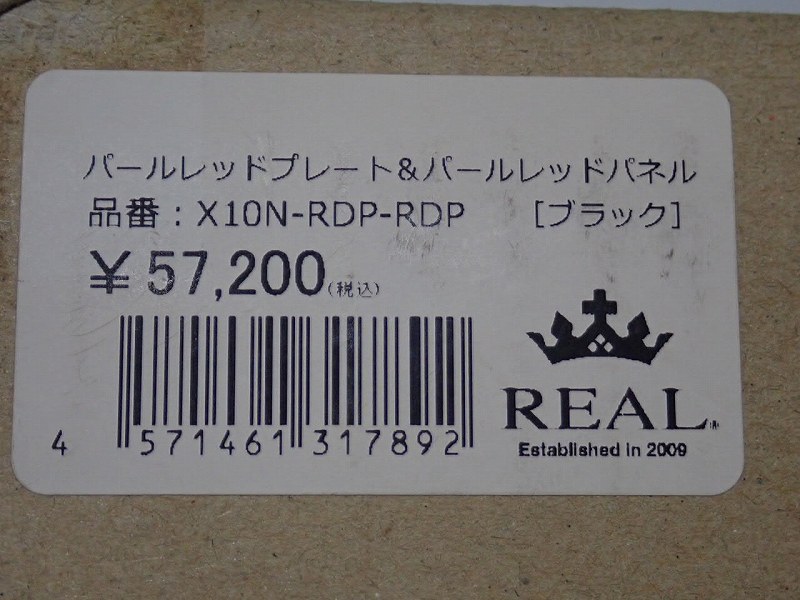 パールレッドプレート&パールレッドパネル
品番：X10N-RDP-RDP [ブラック]
¥57,200(税込)
4 571461 317892
REAL®
Established in 2009